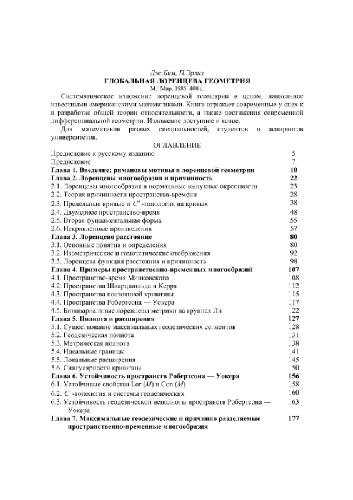 Дж. Бим, П. Эрлих
ГЛОБАЛЬНАЯ ЛОРЕНЦЕВА ГЕОМЕТРИЯ
М.: Мир, 1985. 400 с.
Систематическое изложение лоренцевой геометрии в целом, написанное
известными американскими математиками. Книга отражает современные успехи
в разработке общей теории относительности, а также достижения современной
дифференциальной геометрии. Изложение доступное и ясное.
Для математиков разных специальностей, студентов и аспирантов
университетов.
ОГЛАВЛЕНИЕ
Предисловие к русскому изданию 5
Предисловие 7
Глава 1. Введение; римановы мотивы в лоренцевой геометрии 10
Глава 2. Лоренцевы многообразия и причинность 22
2.1. Лоренцевы многообразия и нормальные выпуклые окрестности 23
2.2. Теория причинности пространства-времени 28
2.3. Предельные кривые и C⁰-топология на кривых 38
2.4. Двумерное пространство-время 48
2.5. Вторая фундаментальная форма 55
2.6. Искривленные произведения 57
Глава 3. Лоренцево расстояние 80
3.1. Основные понятия и определения 80
3.2. Изометрические и гомотетические отображения 92
3.3. Лоренцева функция расстояния и причинность 98
Глава 4. Примеры пространственно-временных многообразий 107
4.1. Пространство-время Минковского 108
4.2. Пространства Шварцшильда и Керра 112
4.3. Пространства постоянной кривизны 115
4.4. Пространства Робертсона — Уокера 117
4.5. Биинвариантные лоренцевы метрики на группах Ли 122
Глава 5. Полнота и расширения 127
5.1. Существование максимальных геодезических сегментов 128
5.2. Геодезическая полнота 131
5.3. Метрическая полнота 138
5.4. Идеальные границы 141
5.5. Локальные расширения 145
5.6. Сингулярности кривизны 150
Глава 6. Устойчивость пространств Робертсона — Уокера 156
6.1. Устойчивые свойства Lor (M) и Con (M) 158
6.2. -топология и системы геодезических 160
6.3. Устойчивость геодезической неполноты пространств Робертсона — 163
Уокера
Глава 7. Максимальные геодезические и причинно разделяемые 177
пространственно-временные многообразия